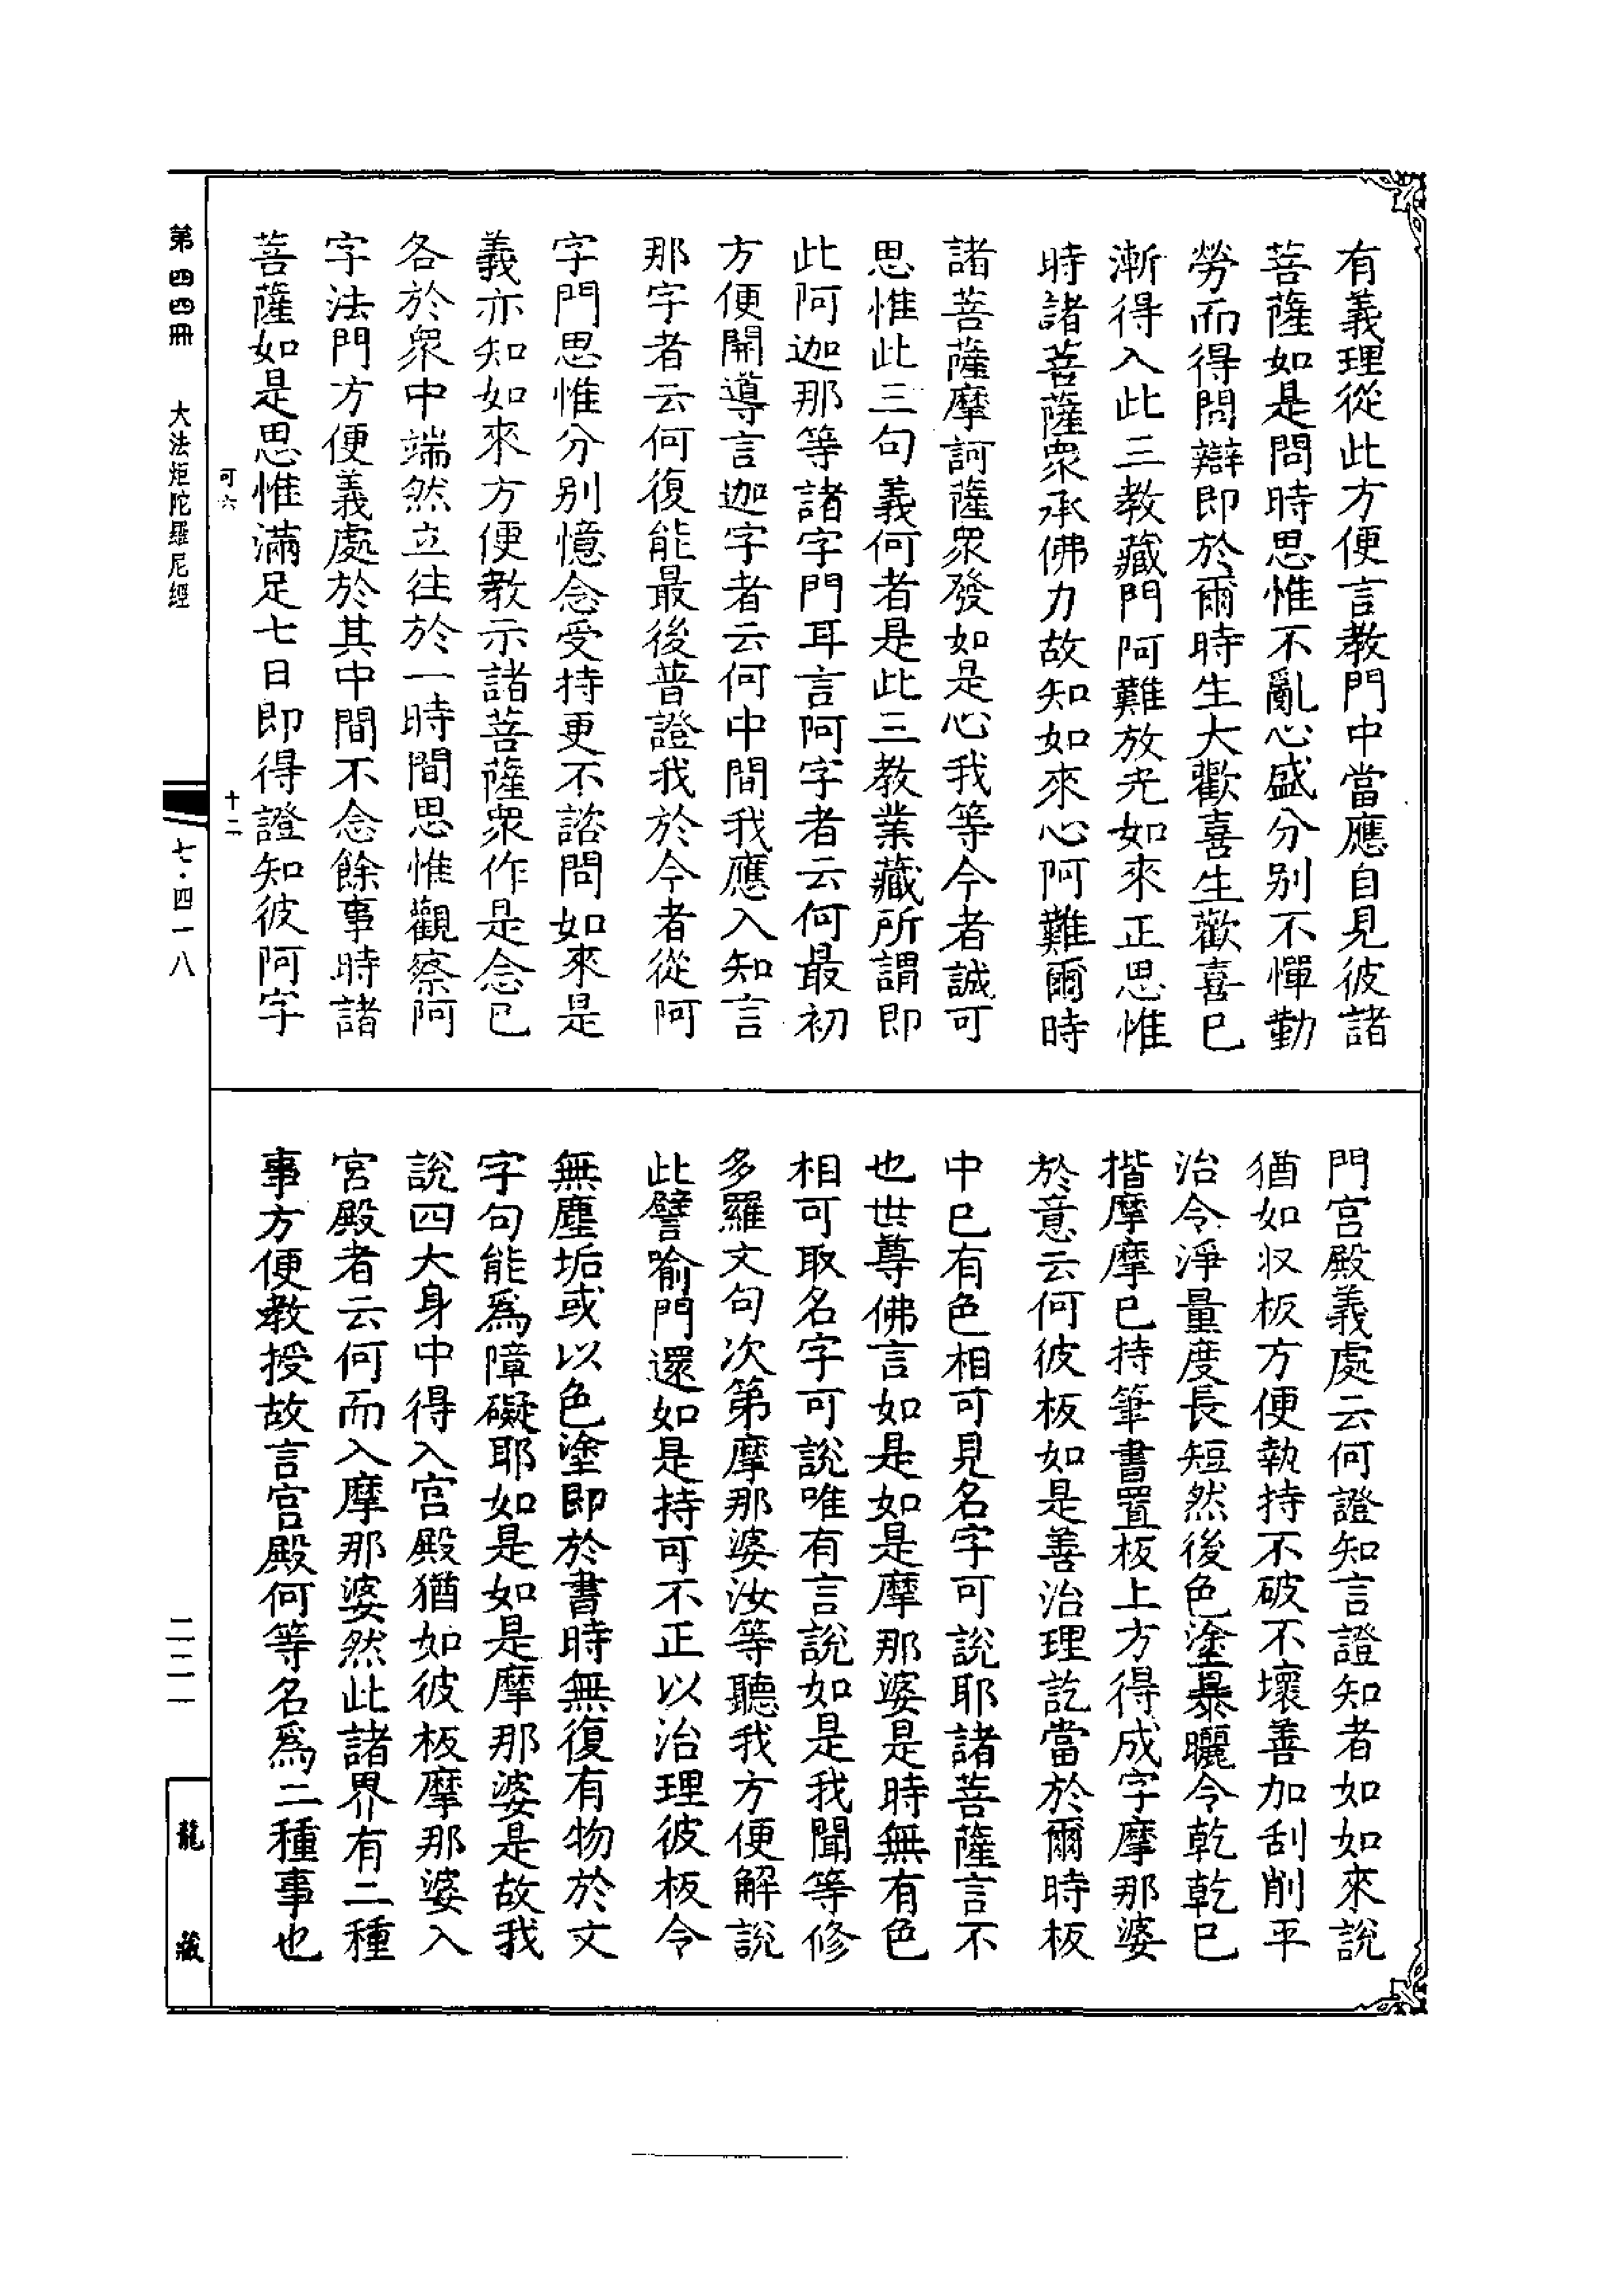 有義理從此方便言教門中當應自見彼諸
菩薩如是問時思惟不亂心盛分別不憚勤
勞而得問辯即於爾時生大歡喜生歡喜已
漸得入此三教藏門阿難放光如來正思惟
時諸菩薩眾承佛力故知如來心阿難爾時
諸菩薩摩訶薩眾發如是心我等今者誠可
思惟此三句義何者是此三教業藏所謂即
此阿迦那等諸字門耳言阿字者云何最初
方便開導言迦字者云何中間我應入知言
那字者云何復能最後普證我於今者從阿
字門思惟分別憶念受持更不諮問如來是
義亦知如來方便教示諸菩薩眾作是念已
各於眾中端然立住於一時間思惟觀察阿
字法門方便義處於其中間不念餘事時諸
菩薩如是思惟滿足七日即得證知彼阿字
門宮殿義處云何證知言證知者如如來說
猶如収板方便執持不破不壞善加刮削平
治令淨量度長短然後色塗暴曬令乾乾已
揩摩摩已持筆書置板上方得成字摩那婆
於意云何彼板如是善治理訖當於爾時板
中已有色相可見名字可說耶諸菩薩言不
也世尊佛言如是如是摩那婆是時無有色
相可取名字可說唯有言說如是我聞等修
多羅文句次第摩那婆汝等聽我方便解說
此譬喻門還如是持可不正以治理彼板令
無塵垢或以色塗即於書時無復有物於文
字句能為障礙耶如是如是摩那婆是故我
說四大身中得入宮殿猶如彼板摩那婆入
宮殿者云何而入摩那婆然此諸界有二種
事方便教授故言宮殿何等名為二種事也
可六
十二
第四四冊
大法炬陀羅尼經
七·四一八
二二一
龍藏